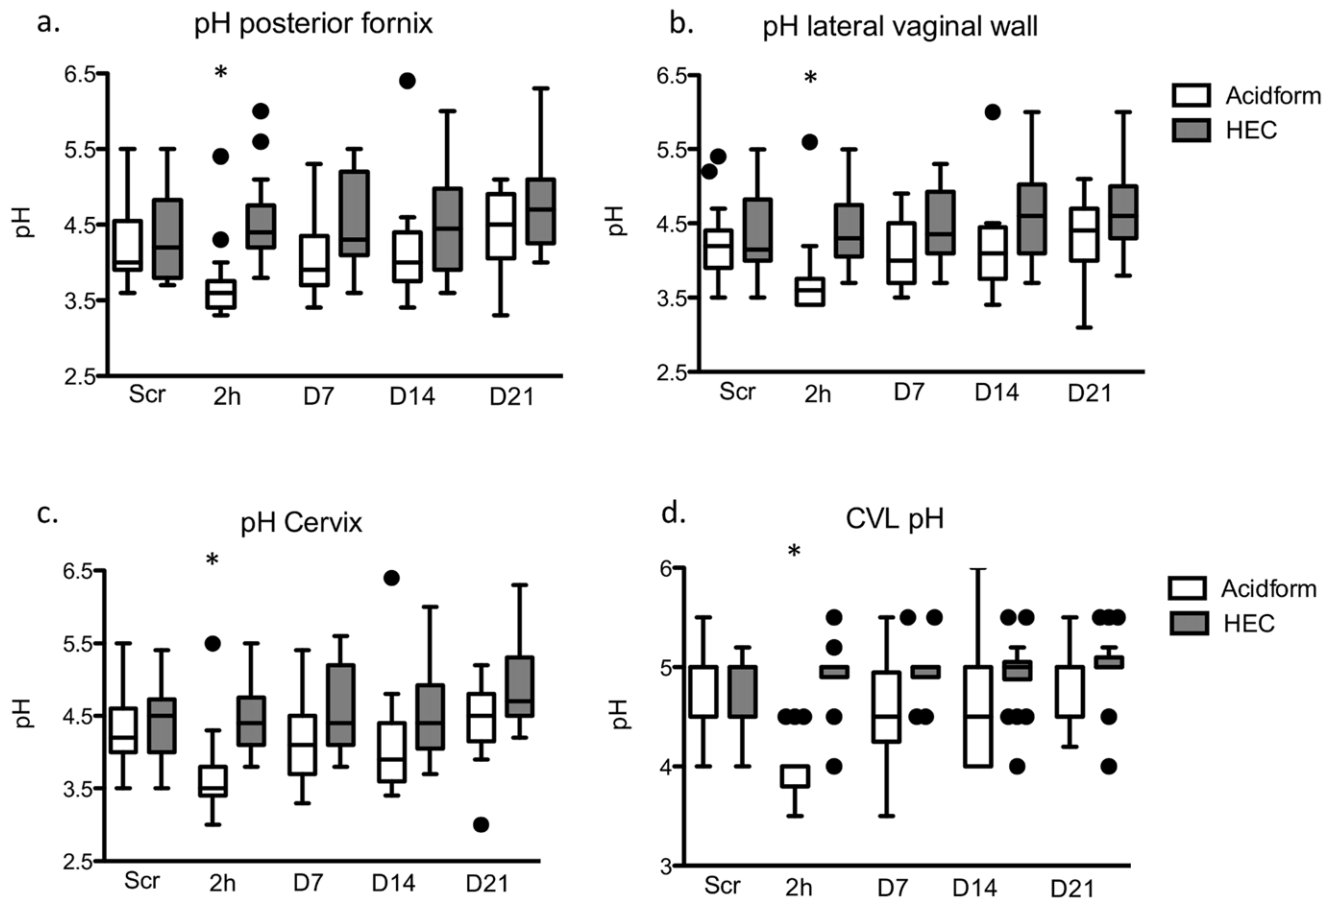 a.
pH posterior fornix
6.5
5.5
4.5
3.5
2.5
pH
*
Scr 2h D7 D14 D21
b.
pH lateral vaginal wall
6.5
5.5
4.5
3.5
2.5
pH
*
Scr 2h D7 D14 D21
Acidform
HEC
c.
pH Cervix
6.5
5.5
4.5
3.5
2.5
pH
*
Scr 2h D7 D14 D21
d.
CVL pH
6
5
4
3
pH
*
Scr 2h D7 D14 D21
Acidform
HEC